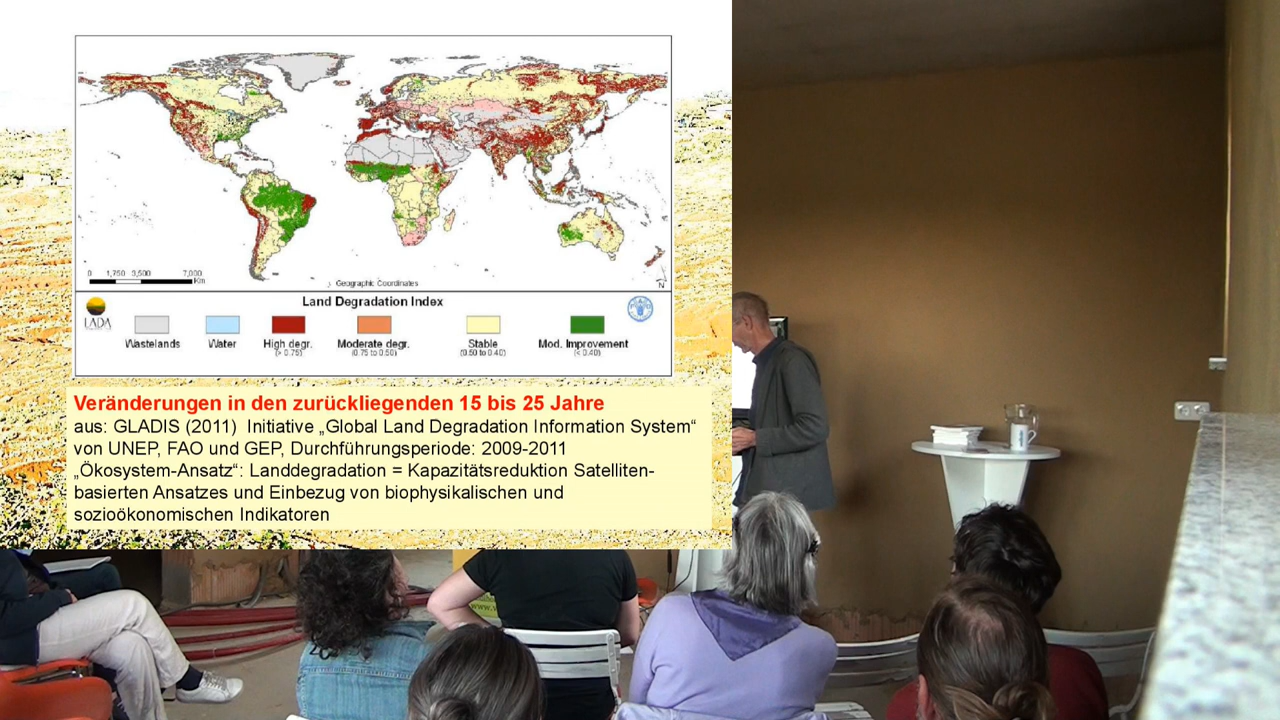 0 1,750 3,500 7,000
Km
Geographic Coordinates
N
Land Degradation Index
LADA
Wastelands
Water
High degr.
(> 0.75)
Moderate degr.
(0.75 to 0.50)
Stable
(0.50 to 0.40)
Mod. Improvement
(< 0.40)
Veränderungen in den zurückliegenden 15 bis 25 Jahre
aus: GLADIS (2011) Initiative „Global Land Degradation Information System“
von UNEP, FAO und GEP, Durchführungsperiode: 2009-2011
„Ökosystem-Ansatz“: Landdegradation = Kapazitätsreduktion Satelliten-
basierten Ansatzes und Einbezug von biophysikalischen und
sozioökonomischen Indikatoren
www.